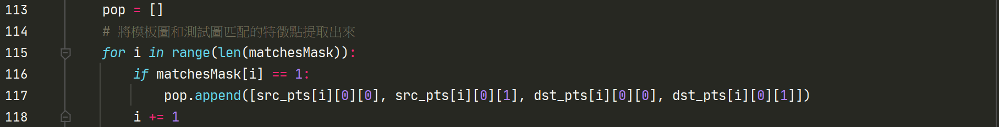 113 pop = []
114 # 將模板圖和測試圖匹配的特徵點提取出來
115 for i in range(len(matchesMask)):
116 if matchesMask[i] == 1:
117 pop.append([src_pts[i][0][0], src_pts[i][0][1], dst_pts[i][0][0], dst_pts[i][0][1]])
118 i += 1